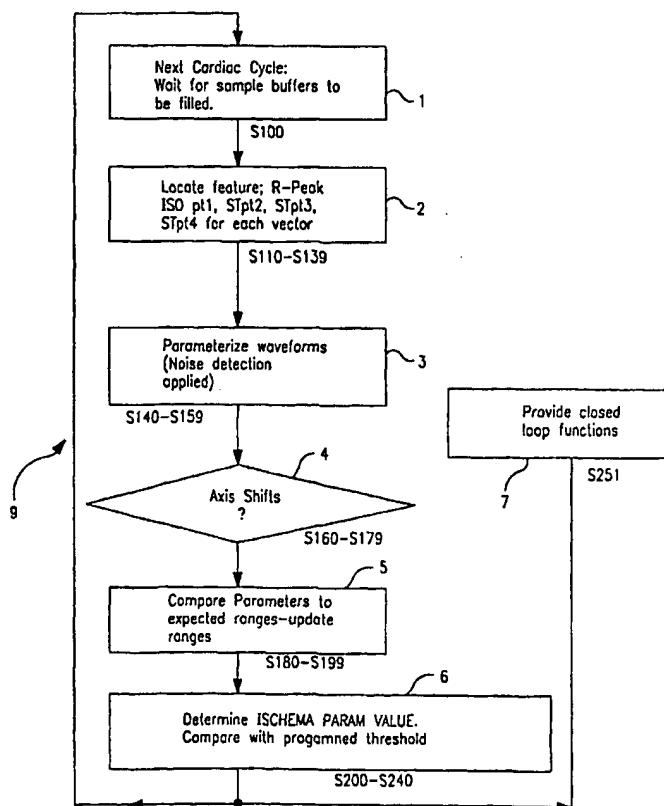 Next Cardiac Cycle:
Wait for sample buffers to
be filled.
1
S100
Locate feature; R-Peak
ISO pt1, STpt2, STpt3,
STpt4 for each vector
2
S110-S139
Parameterize waveforms
(Noise detection
applied)
3
S140-S159
4
Axis Shifts
?
S160-S179
Provide closed
loop functions
7
S251
9
5
Compare Parameters to
expected ranges-update
ranges
S180-S199
6
Determine ISCHEMA PARAM VALUE.
Compare with progamned threshold
S200-S240